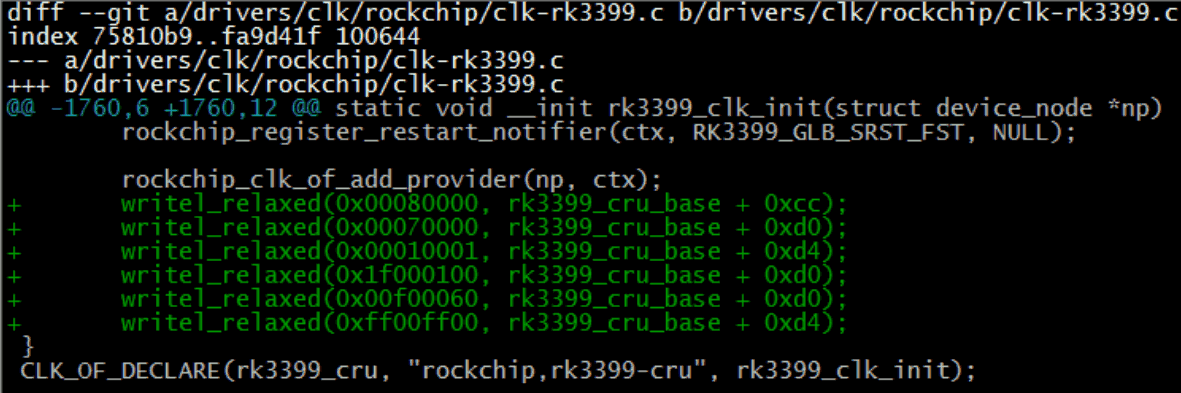 diff --git a/drivers/clk/rockchip/clk-rk3399.c b/drivers/clk/rockchip/clk-rk3399.c
index 75810b9..fa9d41f 100644
--- a/drivers/clk/rockchip/clk-rk3399.c
+++ b/drivers/clk/rockchip/clk-rk3399.c
@@ -1760,6 +1760,12 @@ static void __init rk3399_clk_init(struct device_node *np)
        rockchip_register_restart_notifier(ctx, RK3399_GLB_SRST_FST, NULL);

        rockchip_clk_of_add_provider(np, ctx);
+       writel_relaxed(0x00080000, rk3399_cru_base + 0xcc);
+       writel_relaxed(0x00070000, rk3399_cru_base + 0xd0);
+       writel_relaxed(0x00010001, rk3399_cru_base + 0xd4);
+       writel_relaxed(0x1f000100, rk3399_cru_base + 0xd0);
+       writel_relaxed(0x00f00060, rk3399_cru_base + 0xd0);
+       writel_relaxed(0xff00ff00, rk3399_cru_base + 0xd4);
 }
 CLK_OF_DECLARE(rk3399_cru, "rockchip,rk3399-cru", rk3399_clk_init);